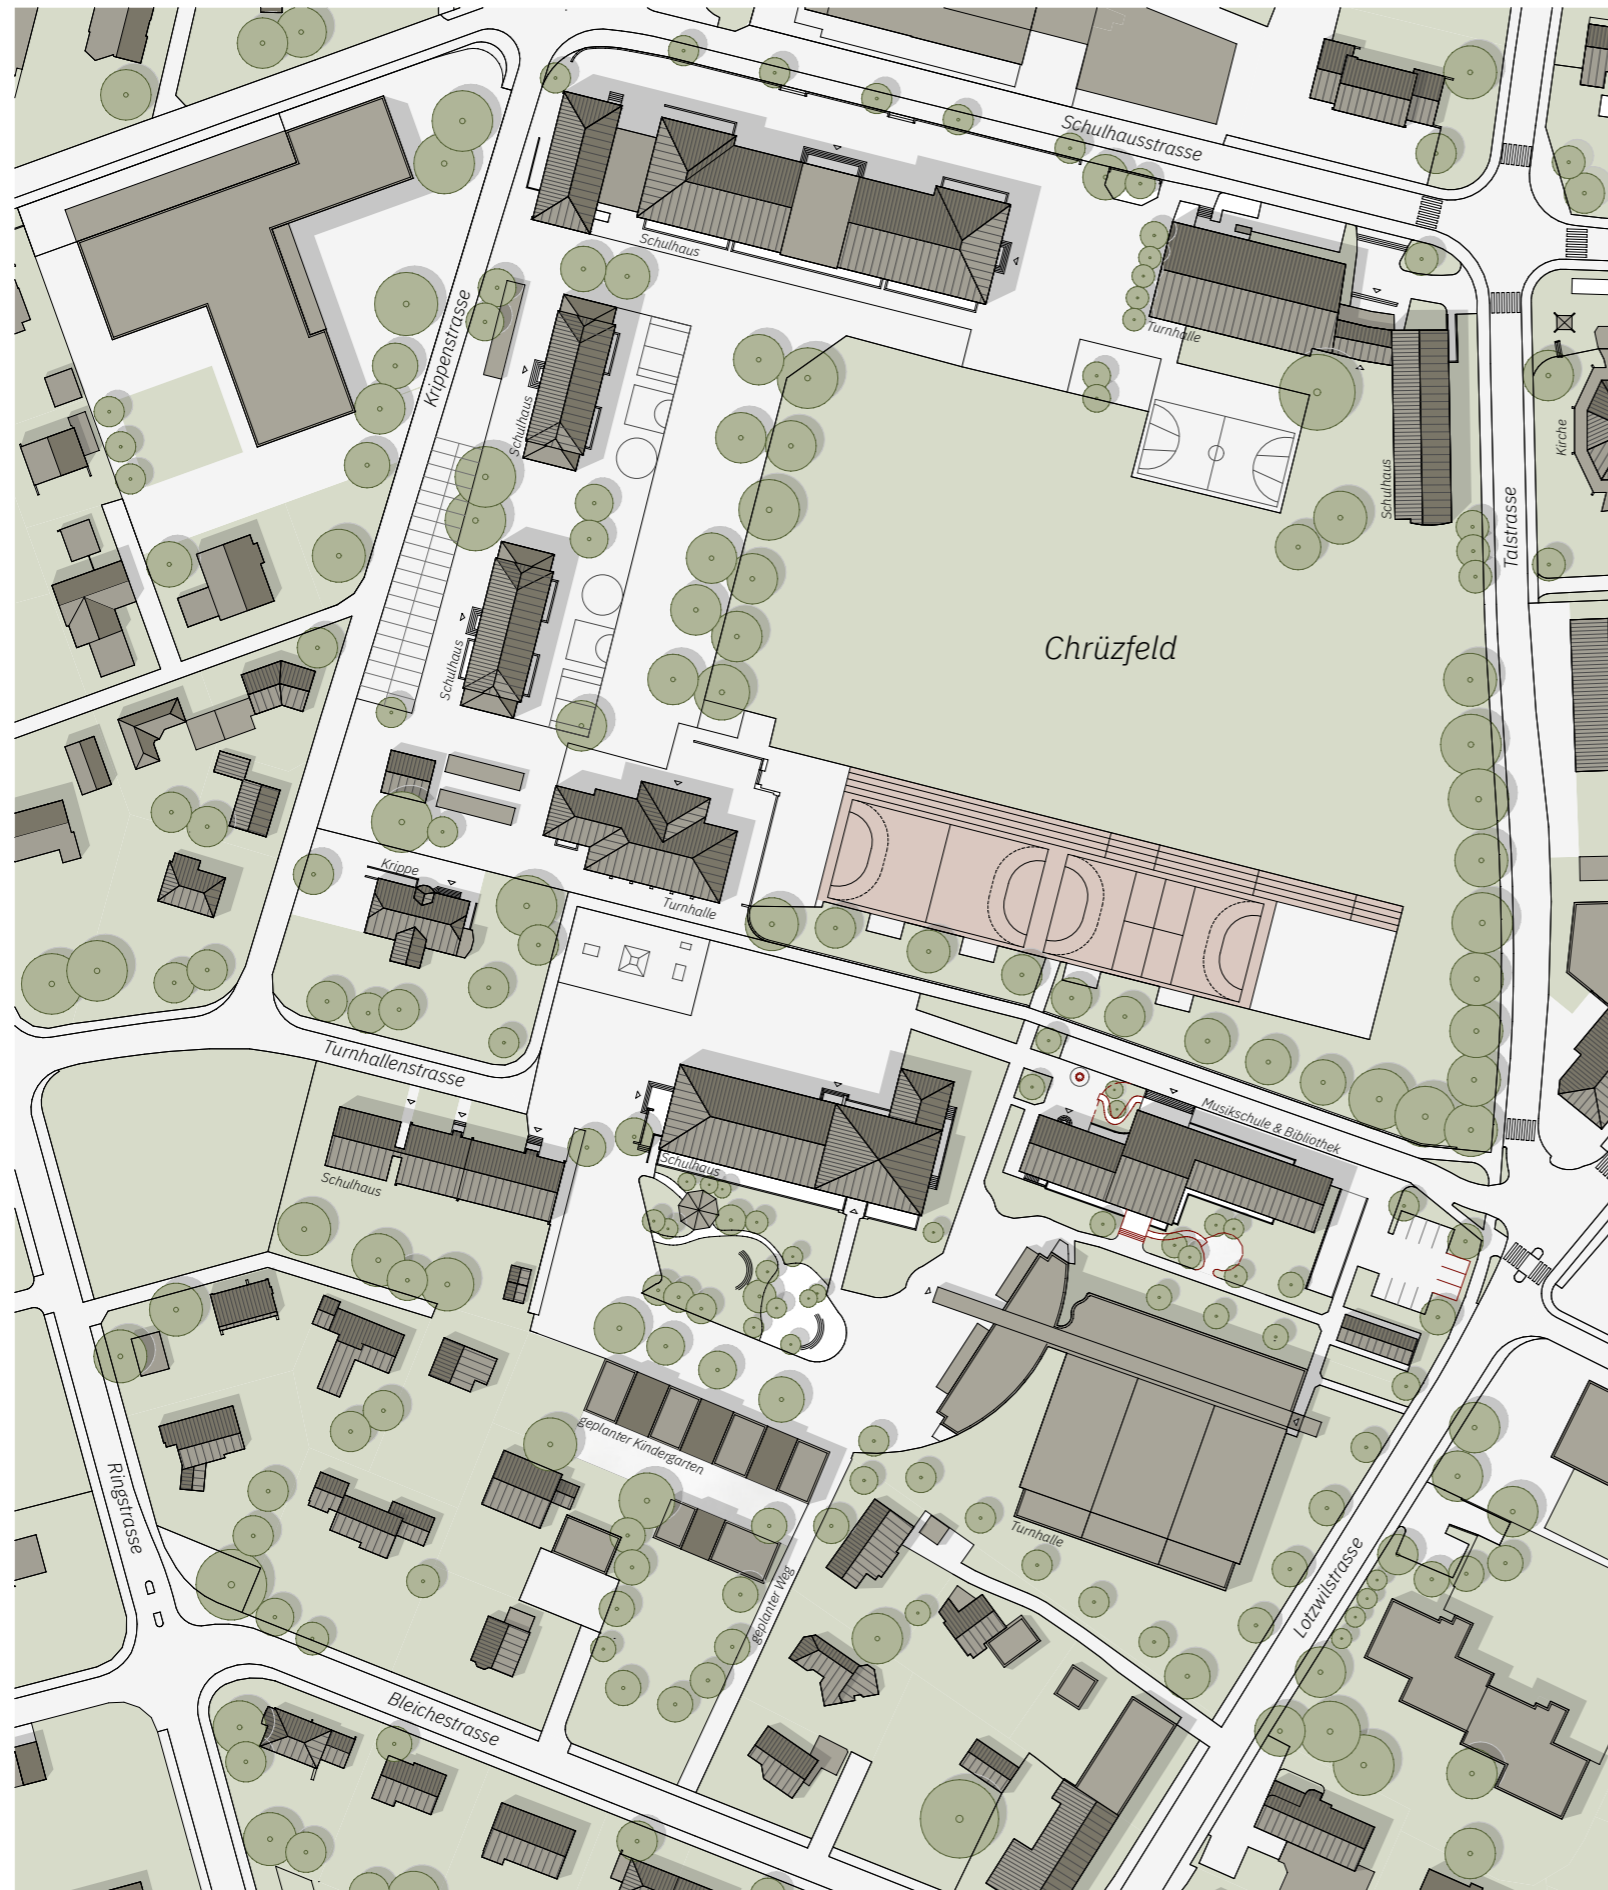 Schulhausstrasse
Schulhaus
Krippenstrasse
Turnhalle
Schulhaus
Kirche
Schulhaus
Talstrasse
Chrüzfeld
Schulhaus
Krippe
Turnhalle
Turnhallenstrasse
Musikschule & Bibliothek
Schulhaus
Schulhaus
geplanter Kindergarten
Ringstrasse
Turnhalle
geplanter Weg
Lotzwilstrasse
Bleichestrasse